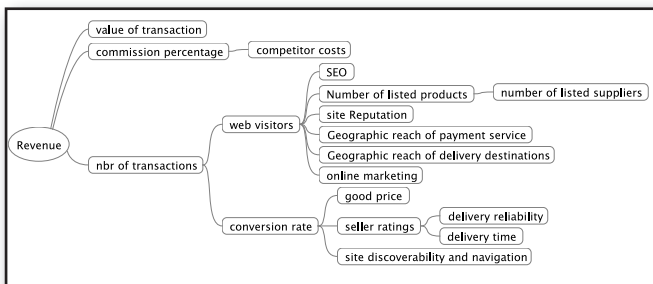 value of transaction
commission percentage
competitor costs
SEO
Number of listed products
number of listed suppliers
site Reputation
web visitors
Geographic reach of payment service
Revenue
Geographic reach of delivery destinations
nbr of transactions
online marketing
good price
delivery reliability
conversion rate
seller ratings
delivery time
site discoverability and navigation